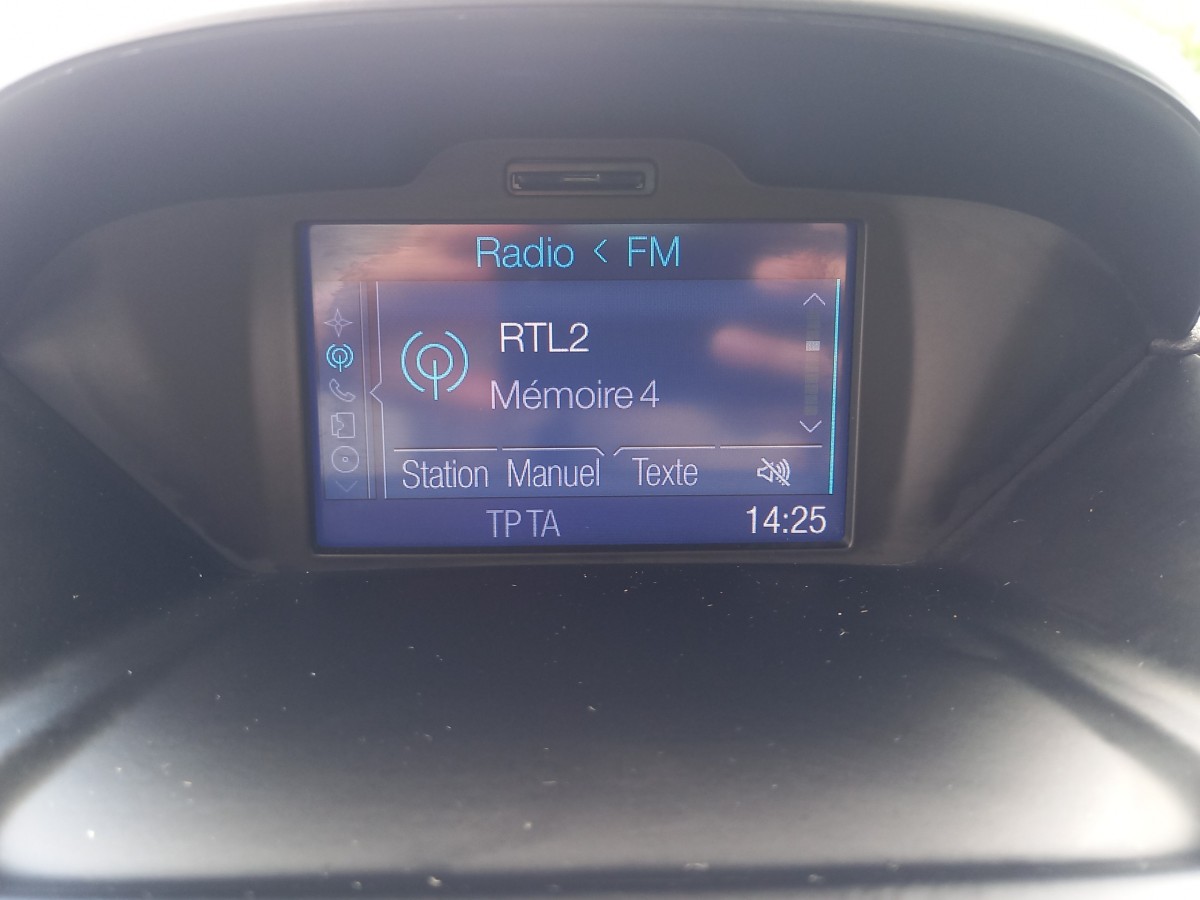 Radio < FM
RTL2
Mémoire 4
Station Manuel Texte
TP TA 14:25